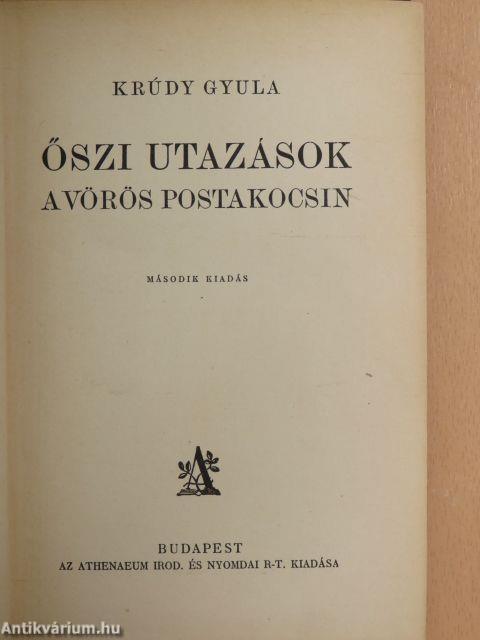 KRÚDY GYULA
ŐSZI UTAZÁSOK
A VÖRÖS POSTAKOCSIN
MÁSODIK KIADÁS
A
BUDAPEST
AZ ATHENAEUM IROD. ÉS NYOMDAI R-T. KIADÁSA
Antikvárium.hu